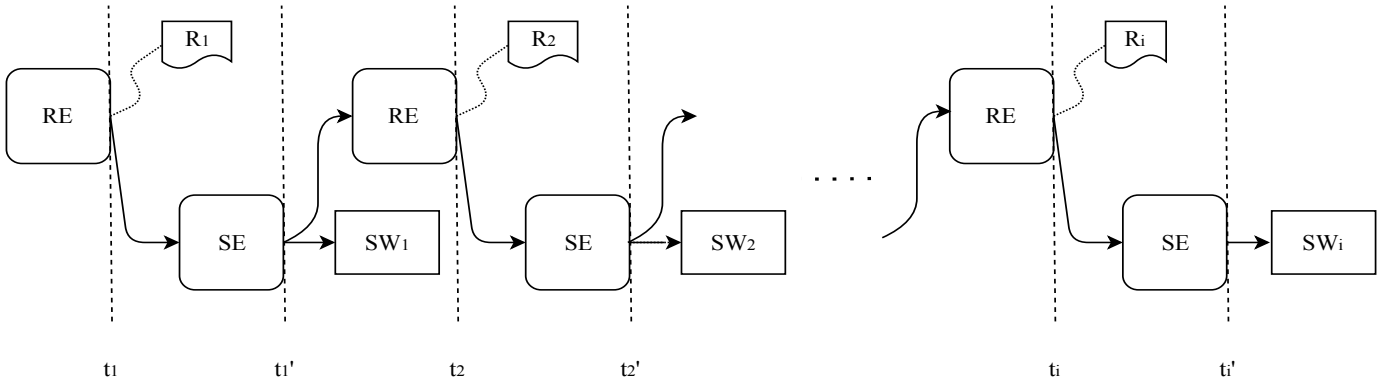 R₁
R₂
Rᵢ
RE
RE
RE
. . . .
SE
SW₁
SE
SW₂
SE
SWᵢ
t₁
t₁'
t₂
t₂'
tᵢ
tᵢ'